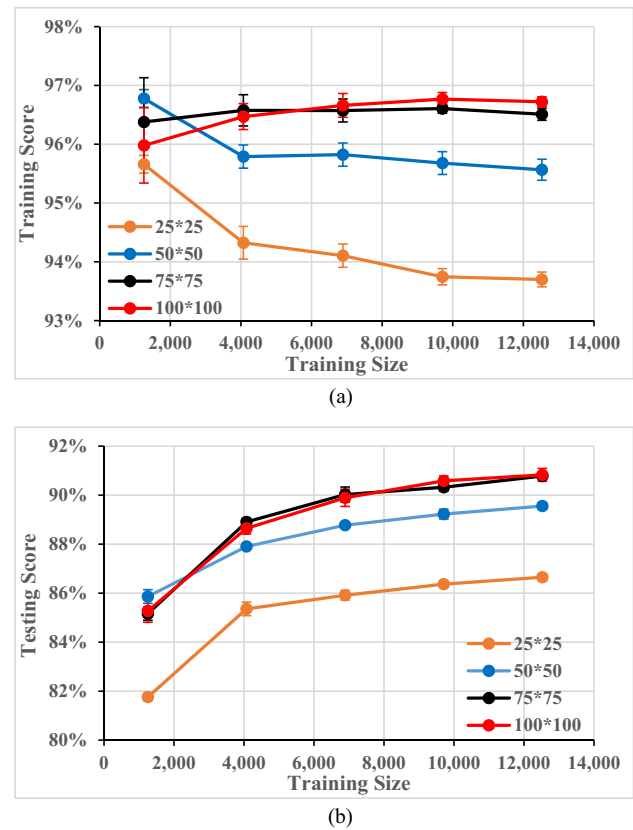 98%
97%
96%
95%
94%
93%
Training Score
25*25
50*50
75*75
100*100
0 2,000 4,000 6,000 8,000 10,000 12,000 14,000
Training Size
(a)
92%
90%
88%
86%
84%
82%
80%
Testing Score
25*25
50*50
75*75
100*100
0 2,000 4,000 6,000 8,000 10,000 12,000 14,000
Training Size
(b)